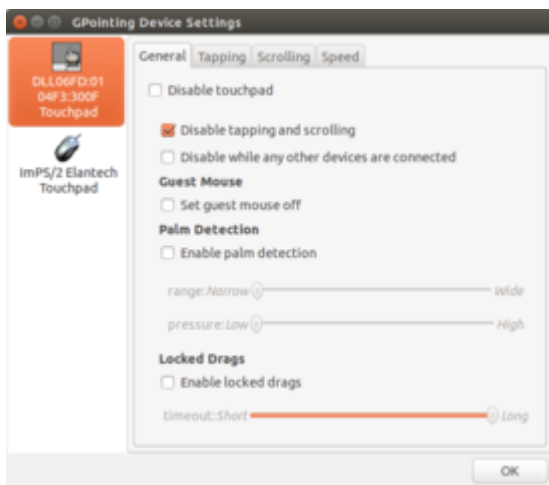 GPointing Device Settings
DLL06FD:01
04F3:300F
Touchpad
ImPS/2 Elantech
Touchpad
General Tapping Scrolling Speed
Disable touchpad
Disable tapping and scrolling
Disable while any other devices are connected
Guest Mouse
Set guest mouse off
Palm Detection
Enable palm detection
range: Narrow Wide
pressure: Low High
Locked Drags
Enable locked drags
timeout: Short Long
OK